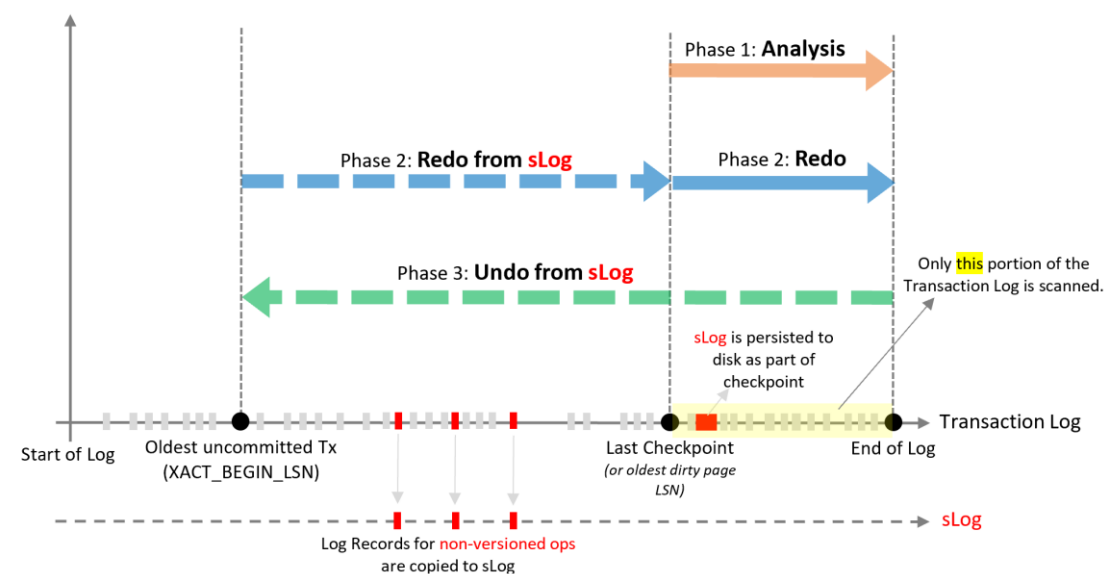 Phase 1: Analysis
Phase 2: Redo from sLog
Phase 2: Redo
Phase 3: Undo from sLog
Only this portion of the
Transaction Log is scanned.
sLog is persisted to
disk as part of
checkpoint
Transaction Log
Start of Log
Oldest uncommitted Tx
(XACT_BEGIN_LSN)
Last Checkpoint
(or oldest dirty page
LSN)
End of Log
sLog
Log Records for non-versioned ops
are copied to sLog